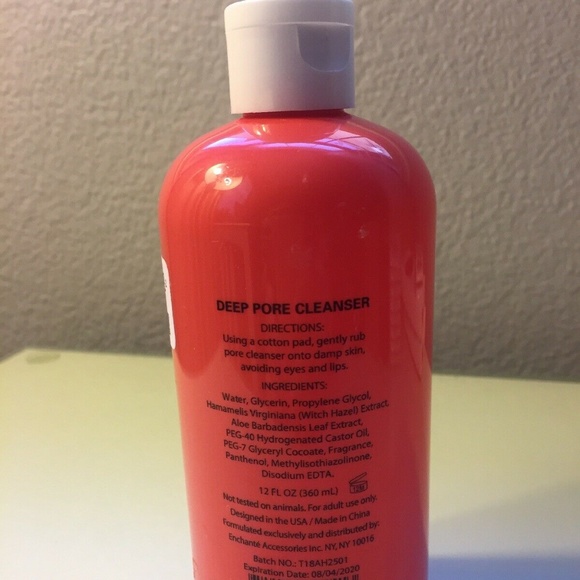 DEEP PORE CLEANSER
DIRECTIONS:
Using a cotton pad, gently rub
pore cleanser onto damp skin,
avoiding eyes and lips.
INGREDIENTS:
Water, Glycerin, Propylene Glycol,
Hamamelis Virginiana (Witch Hazel) Extract,
Aloe Barbadensis Leaf Extract,
PEG-40 Hydrogenated Castor Oil,
PEG-7 Glyceryl Cocoate, Fragrance,
Panthenol, Methylisothiazolinone,
Disodium EDTA.
12 FL OZ (360 mL)
Not tested on animals. For adult use only.
Designed in the USA / Made in China
Formulated exclusively and distributed by:
Enchanté Accessories Inc. NY, NY 10016
Batch NO.: T18AH2501
Expiration Date: 08/04/2020